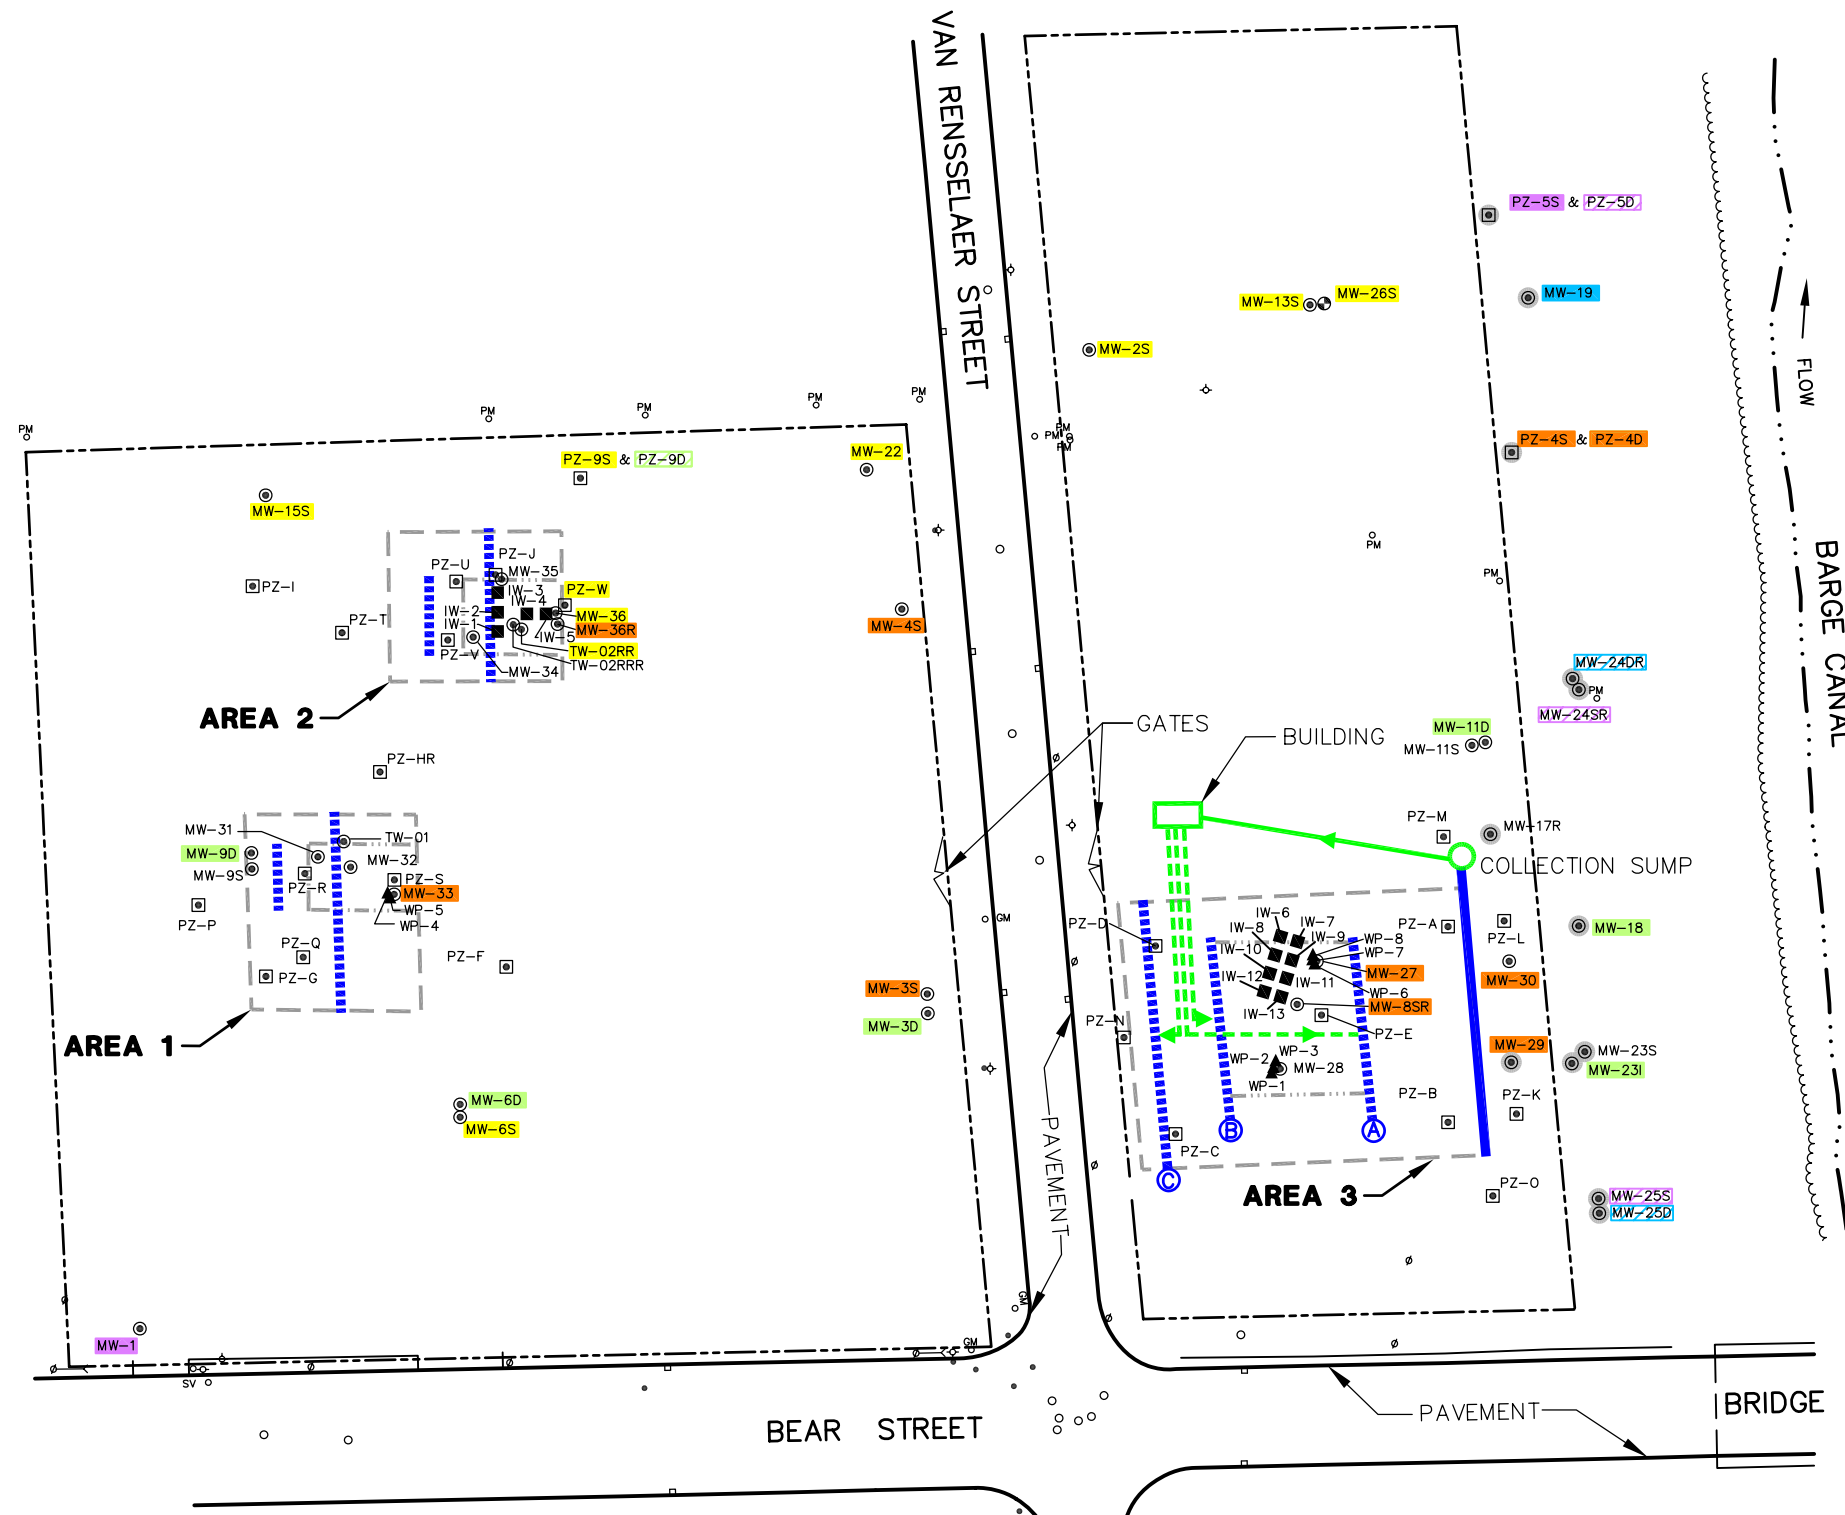 VAN RENSSELAER STREET
PZ-5S & PZ-5D
MW-19
MW-13S
MW-26S
MW-2S
FLOW
PM
PM
PM
PM
PM
PM
PM
PM
PZ-4S & PZ-4D
MW-22
PZ-9S & PZ-9D
MW-15S
PM
BARGE CANAL
PZ-J
PZ-U
MW-35
PM
PZ-I
IW-3
PZ-W
IW-4
IW-2
MW-36
PZ-T
IW-1
IW-5
MW-36R
MW-4S
PZ-V
TW-02RR
TW-02RRR
MW-34
MW-24DR
PM
MW-24SR
AREA 2
GATES
BUILDING
MW-11D
MW-11S
PZ-HR
PZ-M
MW-17R
MW-31
TW-01
MW-9D
MW-32
MW-9S
PZ-R
PZ-S
COLLECTION SUMP
MW-33
WP-5
PZ-P
WP-4
PZ-Q
PZ-F
PZ-G
GM
PZ-D
IW-6
IW-7
IW-8
IW-9
WP-8
WP-7
IW-10
MW-27
IW-12
IW-11
WP-6
IW-13
MW-8SR
PZ-E
PZ-A
PZ-L
MW-18
MW-30
MW-3S
MW-3D
PZ-N
AREA 1
WP-3
WP-2
MW-28
WP-1
MW-29
MW-23S
MW-23I
PZ-B
PZ-K
MW-6D
MW-6S
PAVEMENT
B
A
PZ-C
C
AREA 3
PZ-O
MW-25S
MW-25D
GM
MW-1
GM
SV
BEAR STREET
PAVEMENT
BRIDGE